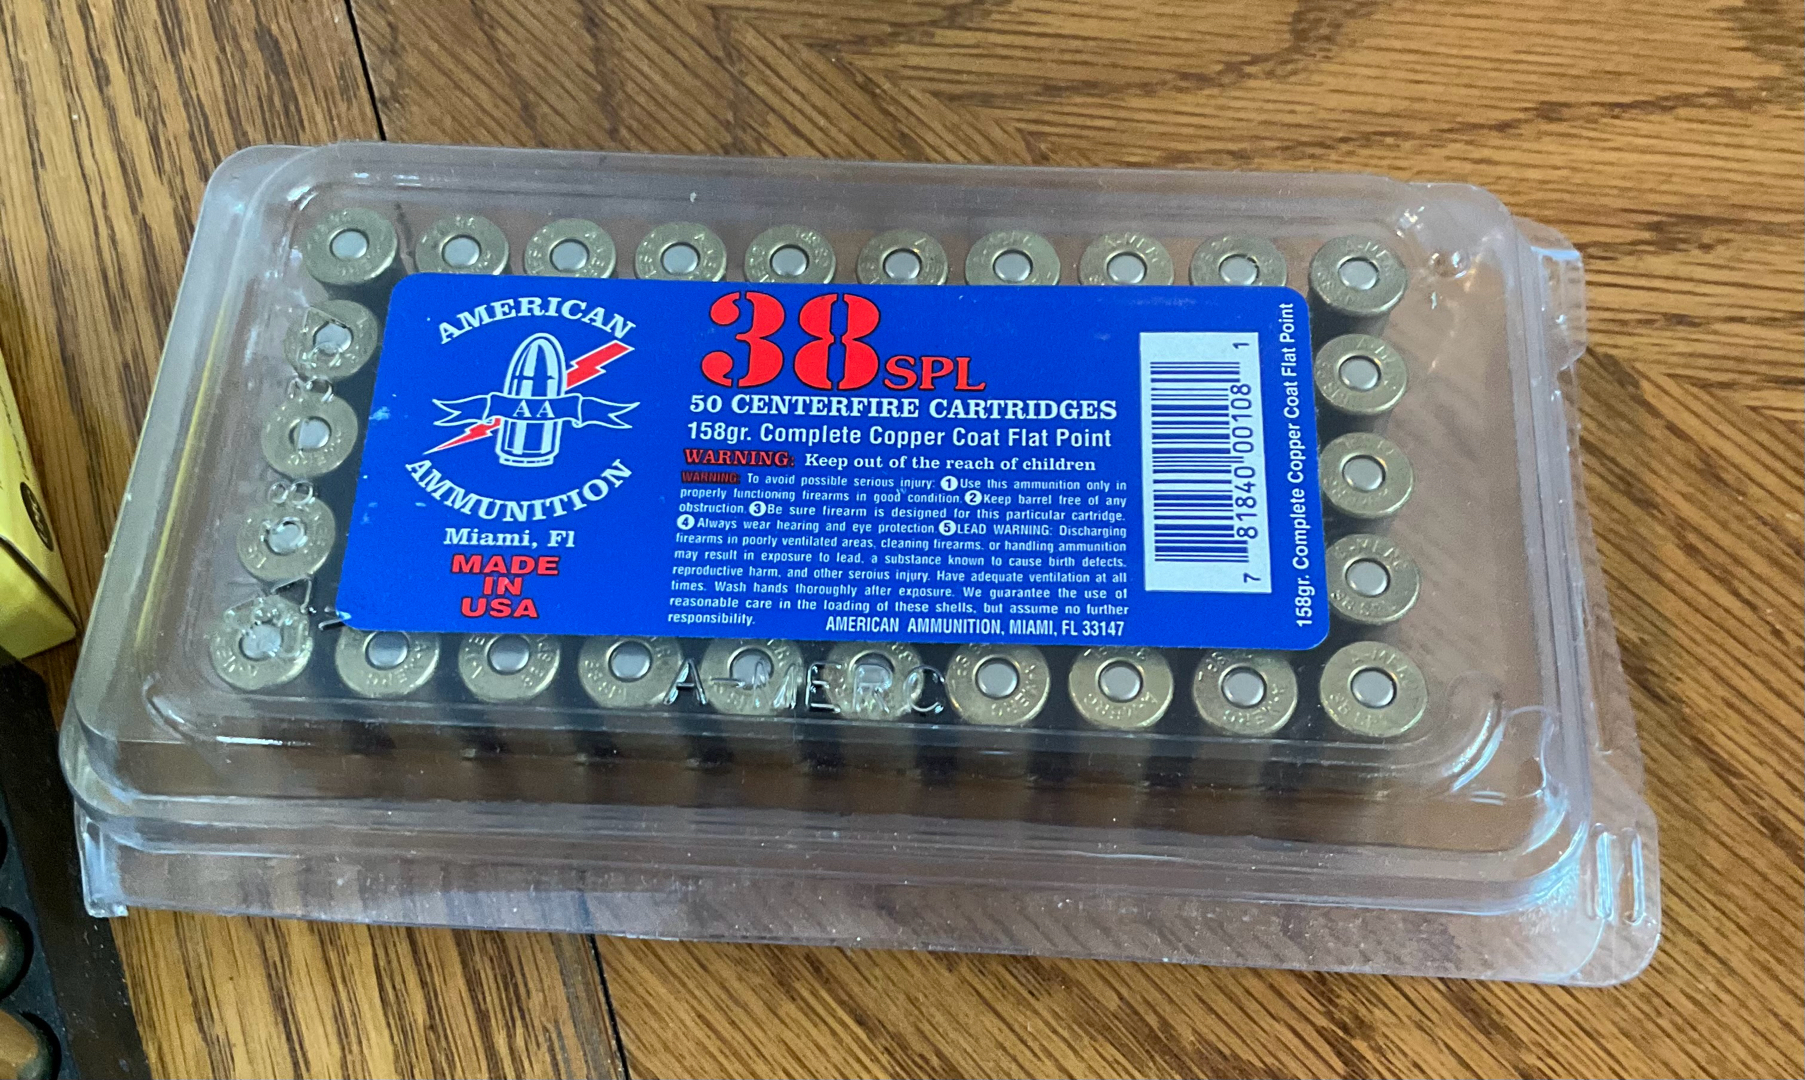 AMERICAN
AA
AMMUNITION
Miami, Fl
MADE
IN
USA
38 SPL
50 CENTERFIRE CARTRIDGES
158gr. Complete Copper Coat Flat Point
WARNING: Keep out of the reach of children
WARNING: To avoid possible serious injury: 1 Use this ammunition only in
properly functioning firearms in good condition. 2 Keep barrel free of any
obstruction. 3 Be sure firearm is designed for this particular cartridge.
4 Always wear hearing and eye protection. 5 LEAD WARNING: Discharging
firearms in poorly ventilated areas, cleaning firearms, or handling ammunition
may result in exposure to lead, a substance known to cause birth defects,
reproductive harm, and other seroius injury. Have adequate ventilation at all
times. Wash hands thoroughly after exposure. We guarantee the use of
reasonable care in the loading of these shells, but assume no further
responsibility.
AMERICAN AMMUNITION, MIAMI, FL 33147
7 81840 00108 1
158gr. Complete Copper Coat Flat Point
A-MERC